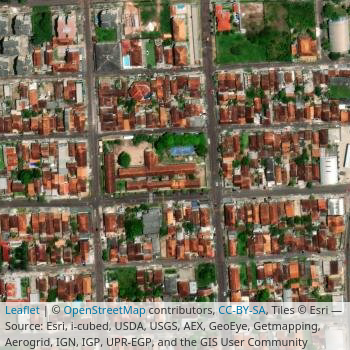 Leaflet | © OpenStreetMap contributors, CC-BY-SA, Tiles © Esri —
Source: Esri, i-cubed, USDA, USGS, AEX, GeoEye, Getmapping,
Aerogrid, IGN, IGP, UPR-EGP, and the GIS User Community